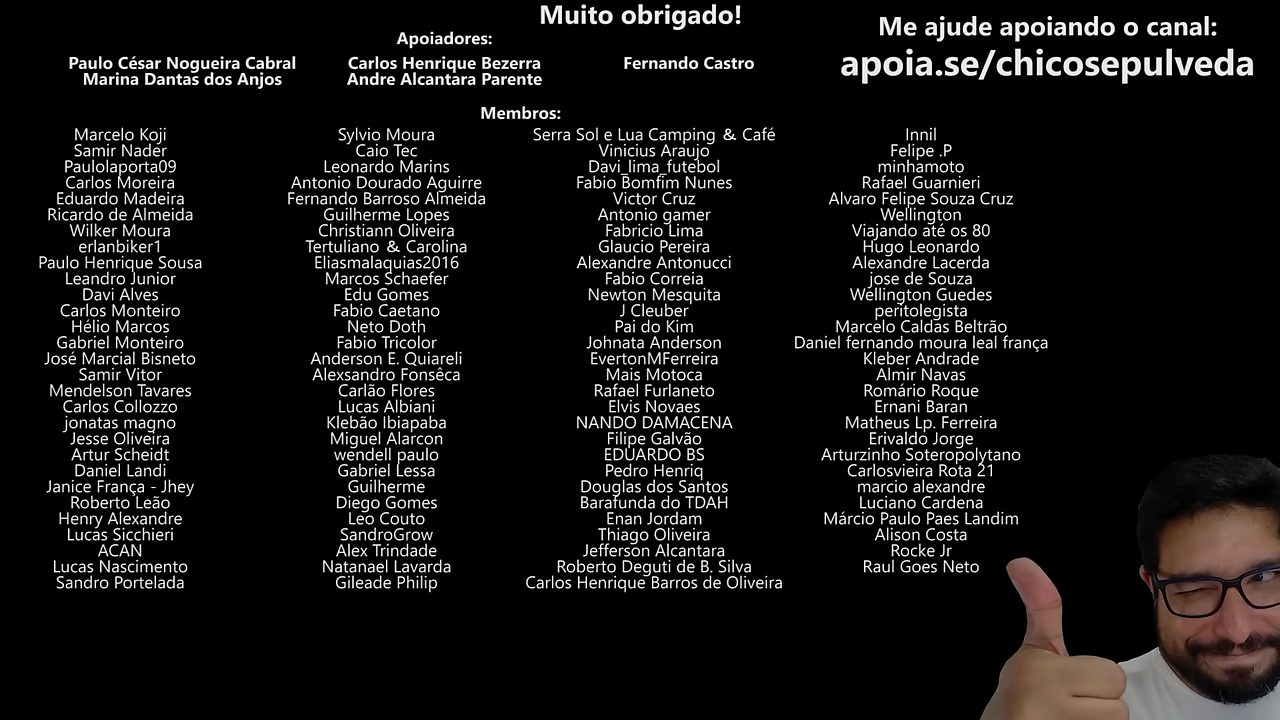 Muito obrigado!
Me ajude apoiando o canal:
apoia.se/chicosepulveda
Apoiadores:
Paulo César Nogueira Cabral
Marina Dantas dos Anjos
Carlos Henrique Bezerra
Andre Alcantara Parente
Fernando Castro
Membros:
Marcelo Koji
Samir Nader
Paulolaporta09
Carlos Moreira
Eduardo Madeira
Ricardo de Almeida
Wilker Moura
erlanbiker1
Paulo Henrique Sousa
Leandro Junior
Davi Alves
Carlos Monteiro
Hélio Marcos
Gabriel Monteiro
José Marcial Bisneto
Samir Vitor
Mendelson Tavares
Carlos Collozzo
jonatas magno
Jesse Oliveira
Artur Scheidt
Daniel Landi
Janice França - Jhey
Roberto Leão
Henry Alexandre
Lucas Sicchieri
ACAN
Lucas Nascimento
Sandro Portelada
Sylvio Moura
Caio Tec
Leonardo Marins
Antonio Dourado Aguirre
Fernando Barroso Almeida
Guilherme Lopes
Christiann Oliveira
Tertuliano & Carolina
Eliasmalaquias2016
Marcos Schaefer
Edu Gomes
Fabio Caetano
Neto Doth
Fabio Tricolor
Anderson E. Quiareli
Alexsandro Fonsêca
Carlão Flores
Lucas Albiani
Klebão Ibiapaba
Miguel Alarcon
wendell paulo
Gabriel Lessa
Guilherme
Diego Gomes
Leo Couto
SandroGrow
Alex Trindade
Natanael Lavarda
Gileade Philip
Serra Sol e Lua Camping & Café
Vinicius Araujo
Davi_lima_futebol
Fabio Bomfim Nunes
Victor Cruz
Antonio gamer
Fabricio Lima
Glaucio Pereira
Alexandre Antonucci
Fabio Correia
Newton Mesquita
J Cleuber
Pai do Kim
Johnata Anderson
EvertonMFerreira
Mais Motoca
Rafael Furlaneto
Elvis Novaes
NANDO DAMACENA
Filipe Galvão
EDUARDO BS
Pedro Henriq
Douglas dos Santos
Barafunda do TDAH
Enan Jordam
Thiago Oliveira
Jefferson Alcantara
Roberto Deguti de B. Silva
Carlos Henrique Barros de Oliveira
Innil
Felipe .P
minhamoto
Rafael Guarnieri
Alvaro Felipe Souza Cruz
Wellington
Viajando até os 80
Hugo Leonardo
Alexandre Lacerda
jose de Souza
Wellington Guedes
peritolegista
Marcelo Caldas Beltrão
Daniel fernando moura leal frança
Kleber Andrade
Almir Navas
Romário Roque
Ernani Baran
Matheus Lp. Ferreira
Erivaldo Jorge
Arturzinho Soteropolytano
Carlosvieira Rota 21
marcio alexandre
Luciano Cardena
Márcio Paulo Paes Landim
Alison Costa
Rocke Jr
Raul Goes Neto